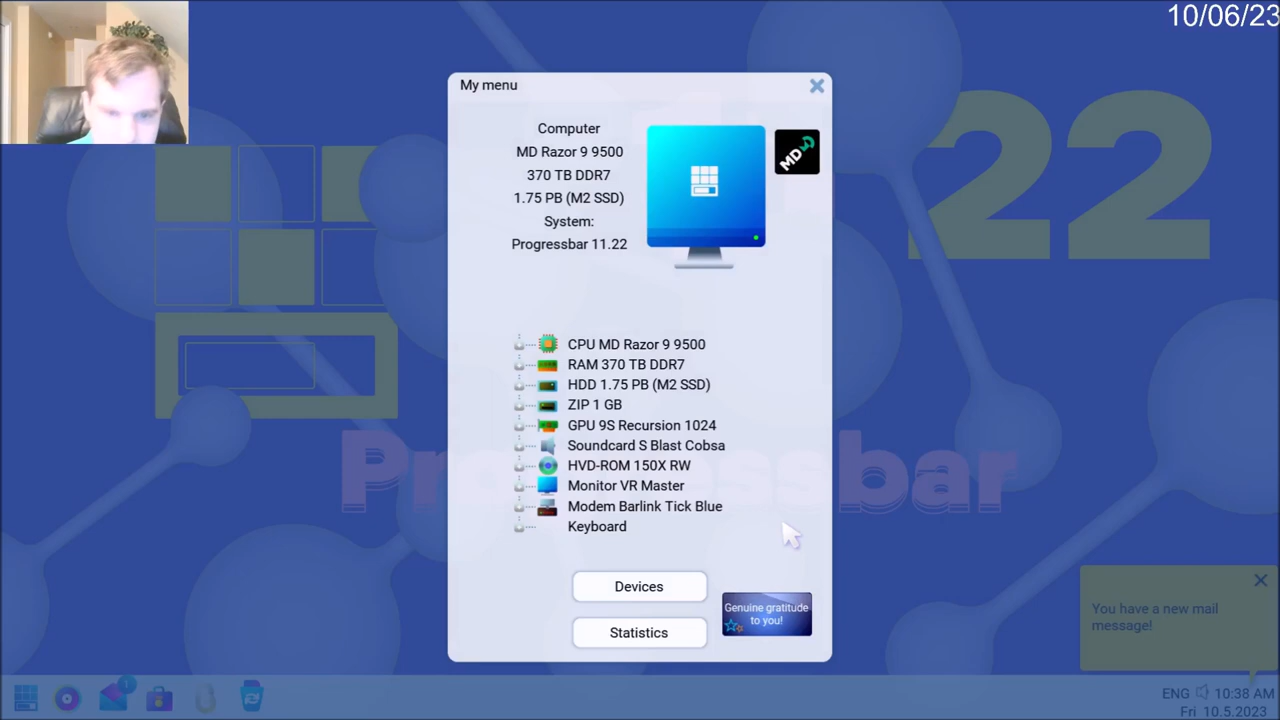 10/06/23
22
My menu
Computer
MD Razor 9 9500
370 TB DDR7
1.75 PB (M2 SSD)
System:
Progressbar 11.22
MD
CPU MD Razor 9 9500
RAM 370 TB DDR7
HDD 1.75 PB (M2 SSD)
ZIP 1 GB
GPU 9S Recursion 1024
Soundcard S Blast Cobsa
HVD-ROM 150X RW
Monitor VR Master
Modem Barlink Tick Blue
Keyboard
Progressbar
Devices
Statistics
Genuine gratitude
to you!
You have a new mail
message!
ENG 10:38 AM
Fri 10.5.2023